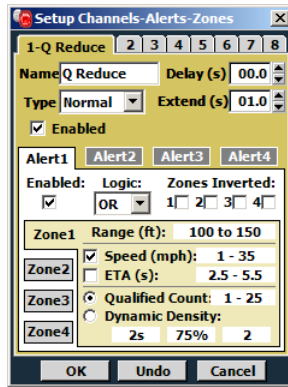 Setup Channels-Alerts-Zones
1-Q Reduce 2 3 4 5 6 7 8
Name Q Reduce Delay (s) 00.0
Type Normal Extend (s) 01.0
Enabled
Alert1 Alert2 Alert3 Alert4
Enabled: Logic: Zones Inverted:
OR 1 2 3 4
Zone1 Range (ft): 100 to 150
Speed (mph): 1 - 35
Zone2 ETA (s): 2.5 - 5.5
Zone3 Qualified Count: 1 - 25
Dynamic Density:
Zone4 2s 75% 2
OK Undo Cancel